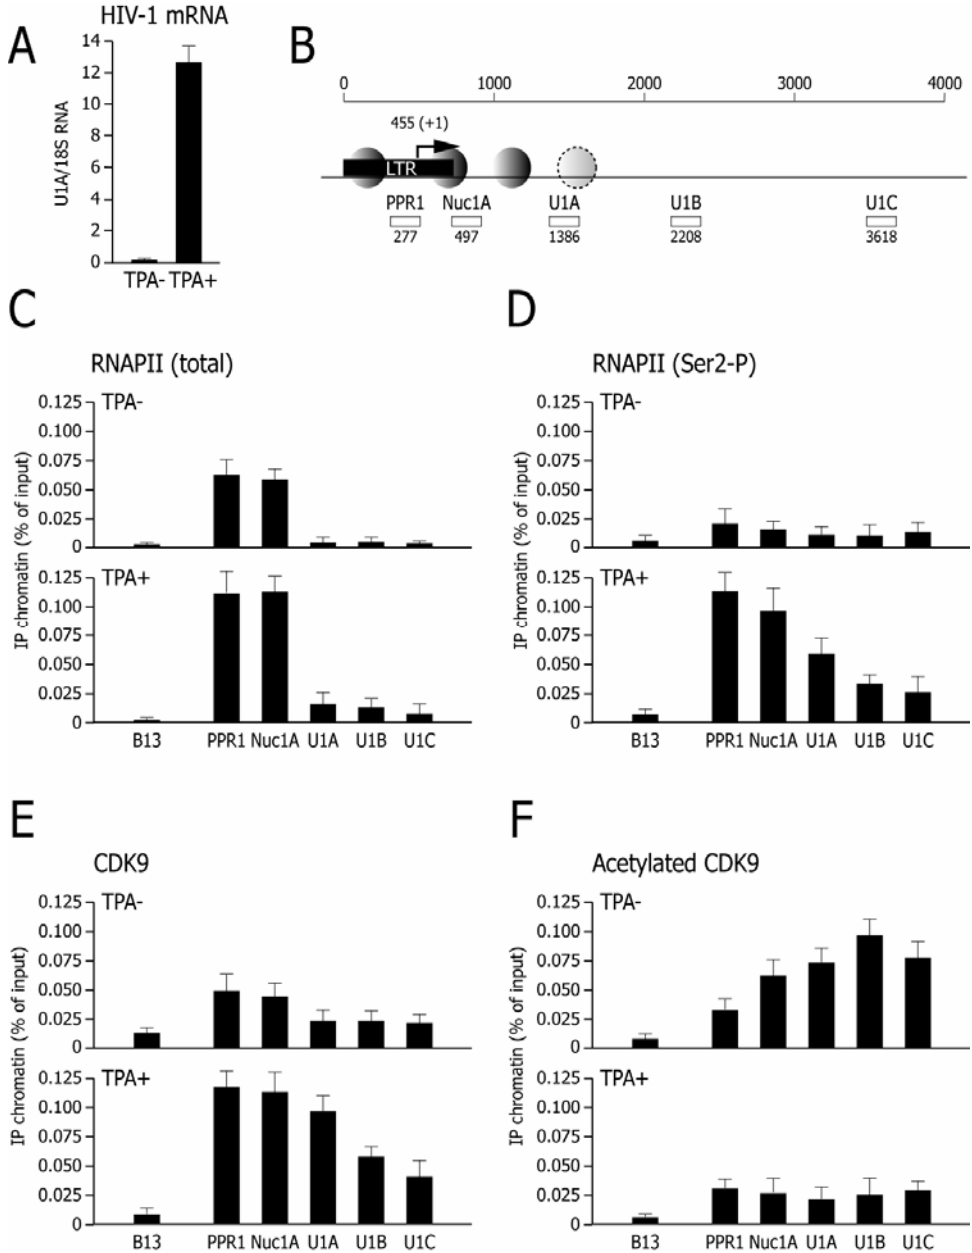 A
HIV-1 mRNA
U1A/18S RNA
14
12
10
8
6
4
2
0
TPA- TPA+
B
0 1000 2000 3000 4000
455 (+1)
LTR
PPR1 Nuc1A U1A U1B U1C
277 497 1386 2208 3618
C
RNAPII (total)
IP chromatin (% of input)
TPA-
0.125
0.100
0.075
0.050
0.025
0
TPA+
0.125
0.100
0.075
0.050
0.025
0
B13 PPR1 Nuc1A U1A U1B U1C
D
RNAPII (Ser2-P)
IP chromatin (% of input)
TPA-
0.125
0.100
0.075
0.050
0.025
0
TPA+
0.125
0.100
0.075
0.050
0.025
0
B13 PPR1 Nuc1A U1A U1B U1C
E
CDK9
IP chromatin (% of input)
TPA-
0.125
0.100
0.075
0.050
0.025
0
TPA+
0.125
0.100
0.075
0.050
0.025
0
B13 PPR1 Nuc1A U1A U1B U1C
F
Acetylated CDK9
IP chromatin (% of input)
TPA-
0.125
0.100
0.075
0.050
0.025
0
TPA+
0.125
0.100
0.075
0.050
0.025
0
B13 PPR1 Nuc1A U1A U1B U1C